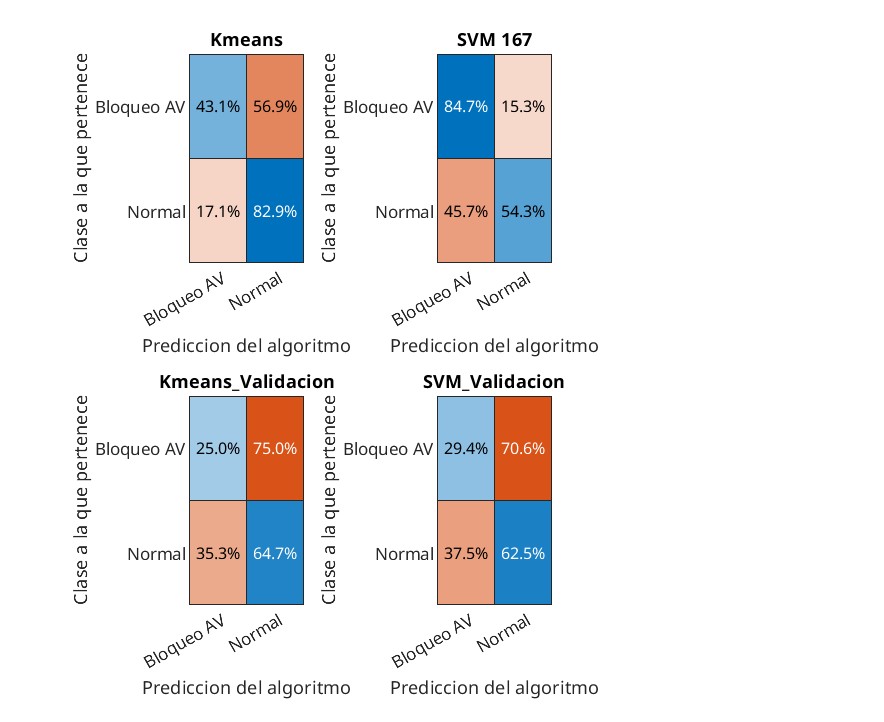 Kmeans
Clase a la que pertenece
Bloqueo AV
43.1% 56.9%
Normal
17.1% 82.9%
Bloqueo AV
Normal
Prediccion del algoritmo
SVM 167
Clase a la que pertenece
Bloqueo AV
84.7% 15.3%
Normal
45.7% 54.3%
Bloqueo AV
Normal
Prediccion del algoritmo
Kmeans_Validacion
Clase a la que pertenece
Bloqueo AV
25.0% 75.0%
Normal
35.3% 64.7%
Bloqueo AV
Normal
Prediccion del algoritmo
SVM_Validacion
Clase a la que pertenece
Bloqueo AV
29.4% 70.6%
Normal
37.5% 62.5%
Bloqueo AV
Normal
Prediccion del algoritmo